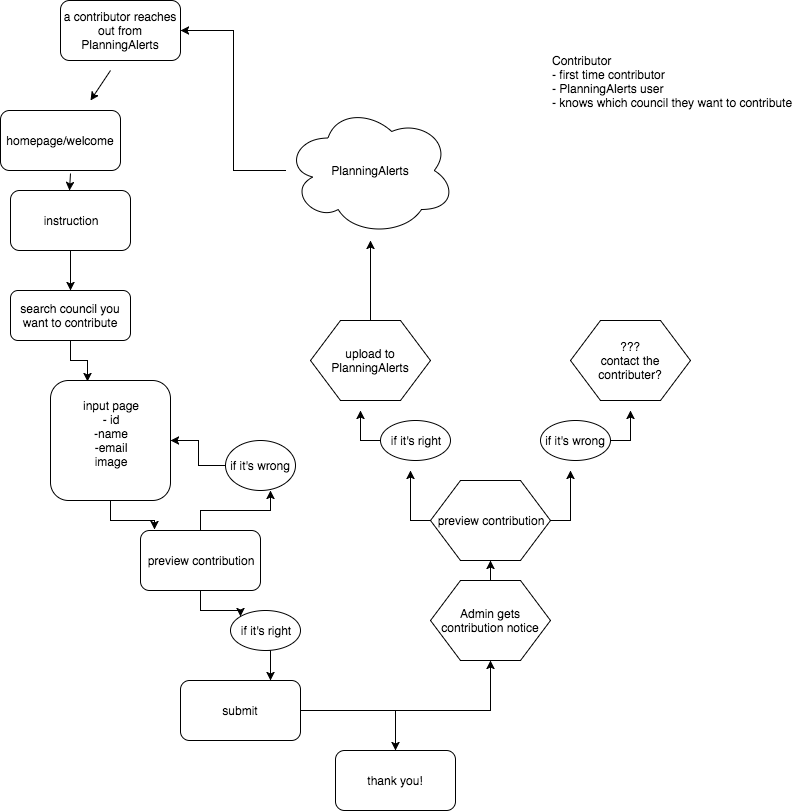 a contributor reaches
out from
PlanningAlerts
Contributor
- first time contributor
- PlanningAlerts user
- knows which council they want to contribute
homepage/welcome
PlanningAlerts
instruction
search council you
want to contribute
upload to
PlanningAlerts
???
contact the
contributer?
input page
- id
-name
-email
image
if it's wrong
if it's right
if it's wrong
preview contribution
preview contribution
if it's right
Admin gets
contribution notice
submit
thank you!